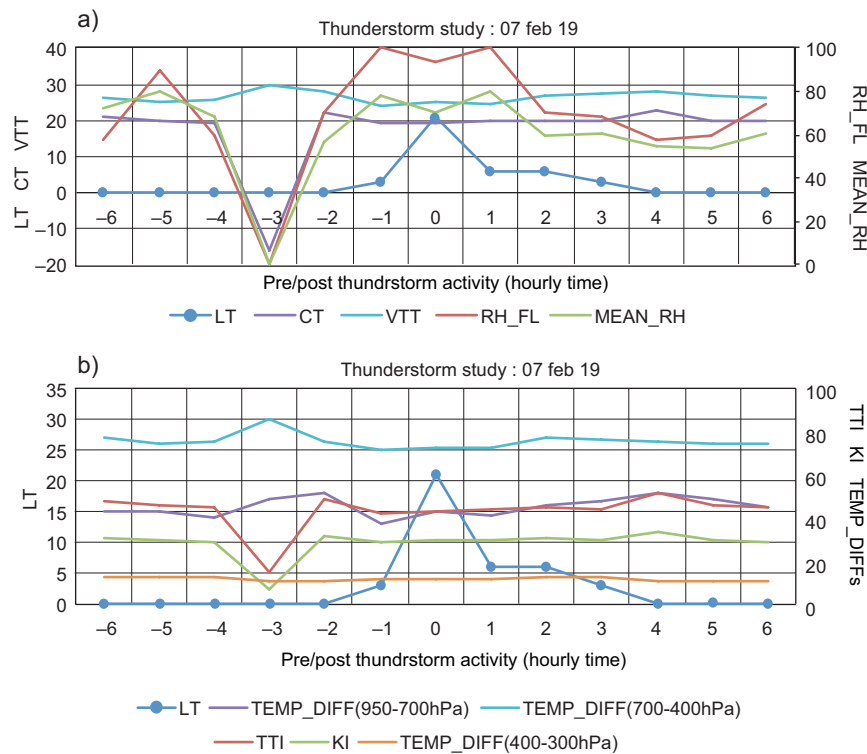 a)
Thunderstorm study : 07 feb 19
40
30
20
10
0
–10
–20
LT CT VTT
100
80
60
40
20
0
RH_FL MEAN_RH
–6 –5 –4 –3 –2 –1 0 1 2 3 4 5 6
Pre/post thundrstorm activity (hourly time)
LT CT VTT RH_FL MEAN_RH
b)
Thunderstorm study : 07 feb 19
35
30
25
20
15
10
5
0
LT
100
80
60
40
20
0
TTI KI TEMP_DIFFs
–6 –5 –4 –3 –2 –1 0 1 2 3 4 5 6
Pre/post thundrstorm activity (hourly time)
LT TEMP_DIFF(950-700hPa) TEMP_DIFF(700-400hPa)
TTI KI TEMP_DIFF(400-300hPa)